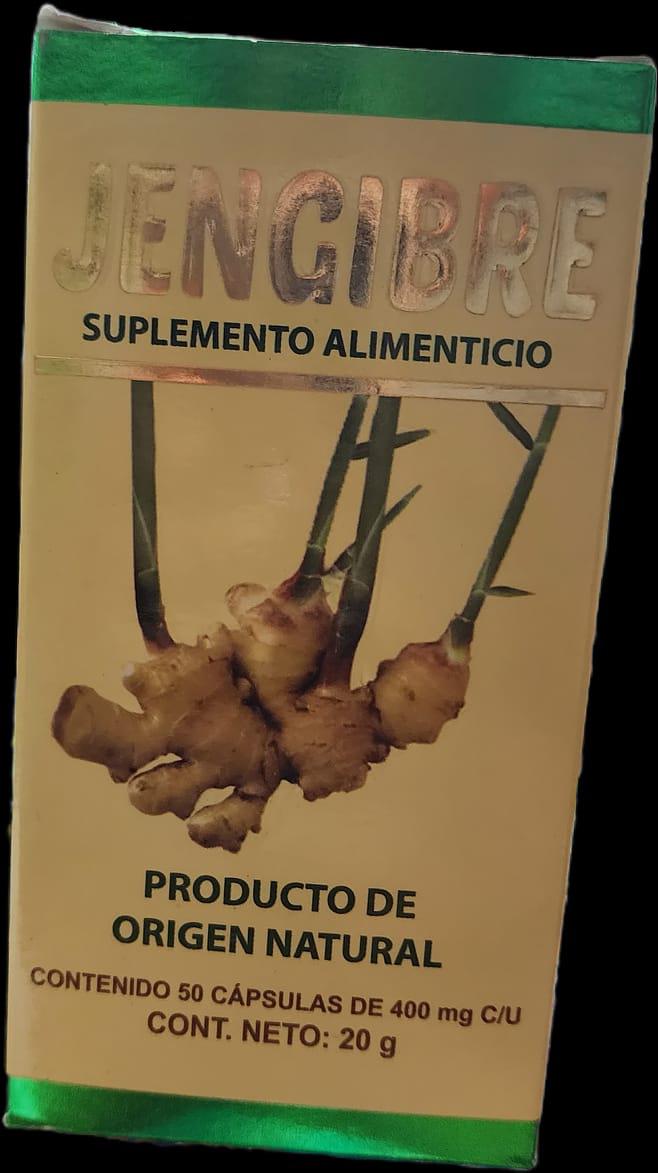 JENGIBRE
SUPLEMENTO ALIMENTICIO
PRODUCTO DE
ORIGEN NATURAL
CONTENIDO 50 CÁPSULAS DE 400 mg C/U
CONT. NETO: 20 g